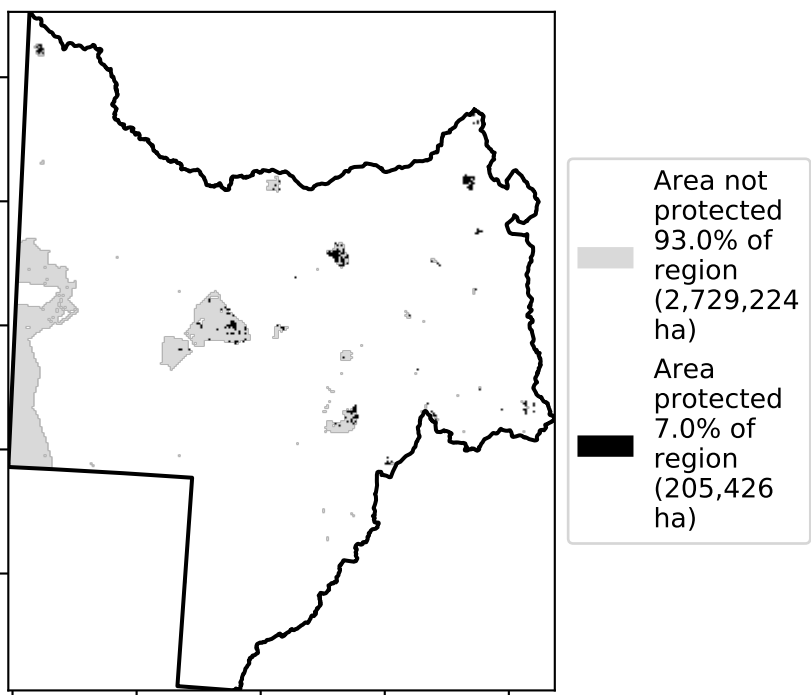 Area not
protected
93.0% of
region
(2,729,224
ha)
Area
protected
7.0% of
region
(205,426
ha)